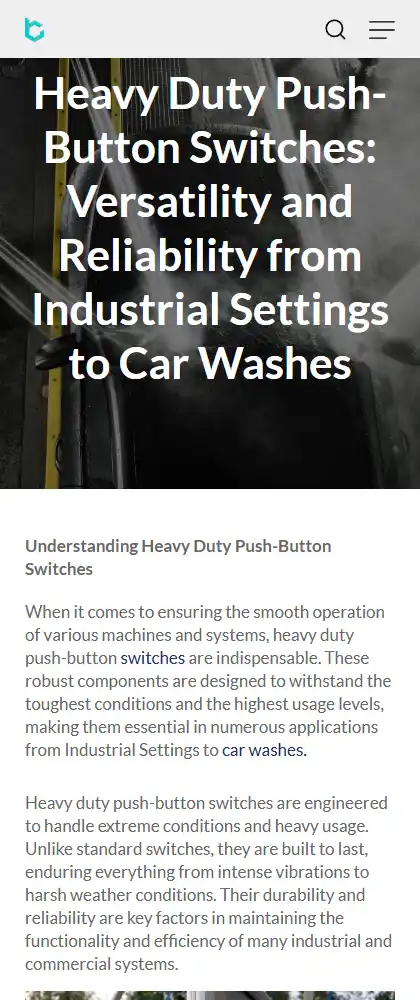 Heavy Duty Push-
Button Switches:
Versatility and
Reliability from
Industrial Settings
to Car Washes
Understanding Heavy Duty Push-Button
Switches
When it comes to ensuring the smooth operation
of various machines and systems, heavy duty
push-button switches are indispensable. These
robust components are designed to withstand the
toughest conditions and the highest usage levels,
making them essential in numerous applications
from Industrial Settings to car washes.
Heavy duty push-button switches are engineered
to handle extreme conditions and heavy usage.
Unlike standard switches, they are built to last,
enduring everything from intense vibrations to
harsh weather conditions. Their durability and
reliability are key factors in maintaining the
functionality and efficiency of many industrial and
commercial systems.